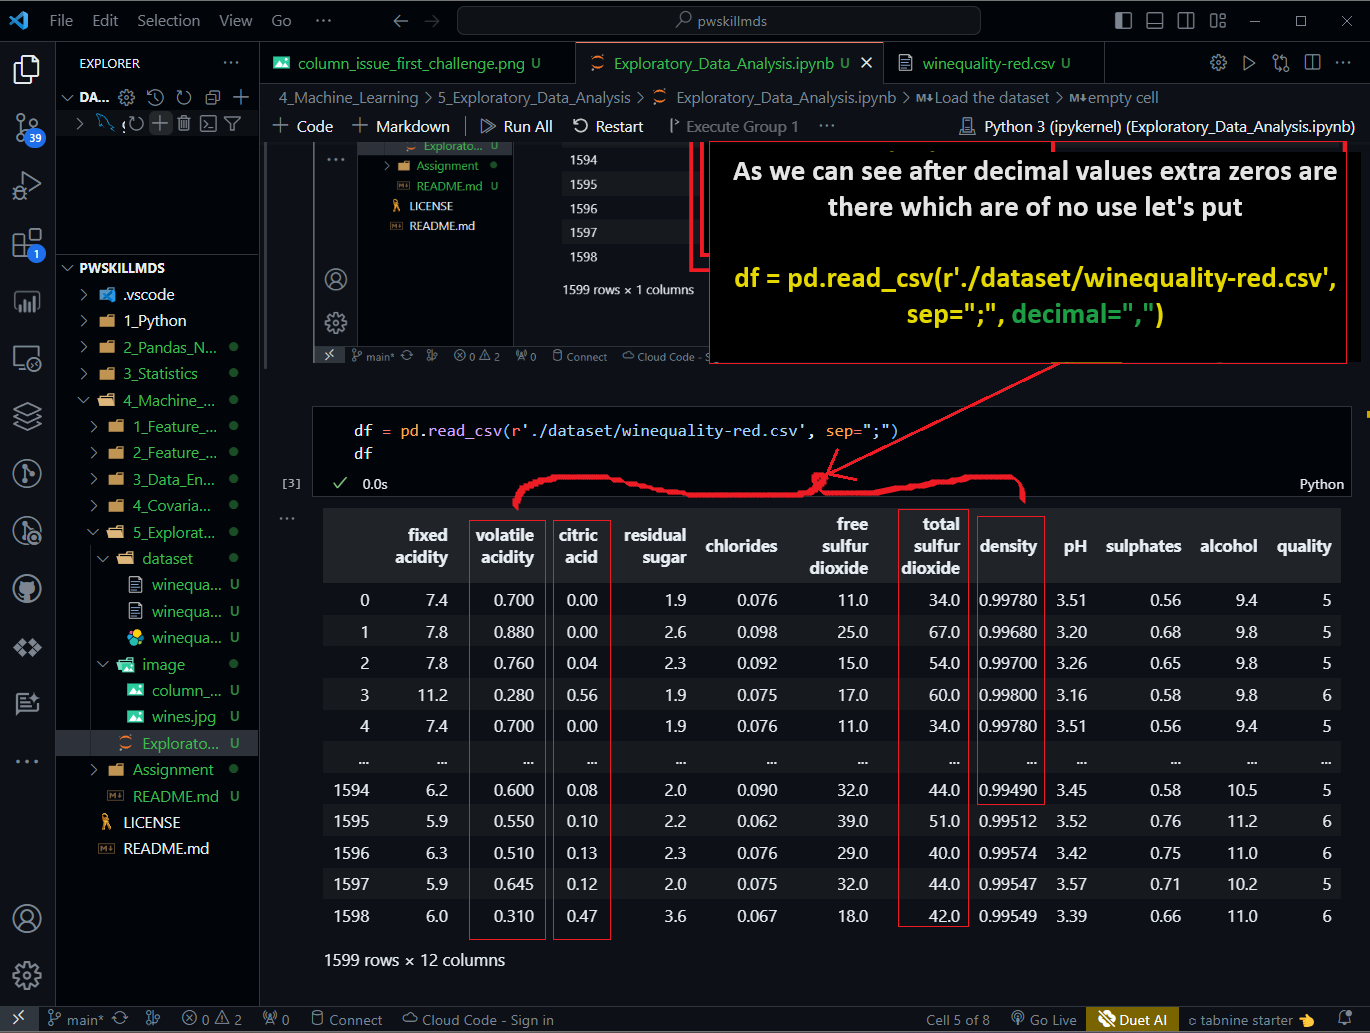 File Edit Selection View Go ··· pwskillmds
EXPLORER ···
column_issue_first_challenge.png U
Exploratory_Data_Analysis.ipynb U
winequality-red.csv U
DA...
4_Machine_Learning > 5_Exploratory_Data_Analysis > Exploratory_Data_Analysis.ipynb > M↓Load the dataset > M↓empty cell
+ Code + Markdown Run All Restart Execute Group 1 ··· Python 3 (ipykernel) (Exploratory_Data_Analysis.ipynb)
39
1
PWSKILLMDS
.vscode
1_Python
2_Pandas_N...
3_Statistics
4_Machine_...
1_Feature_...
2_Feature_...
3_Data_En...
4_Covaria...
5_Explorat...
dataset
winequa... U
winequa... U
winequa... U
image
column_... U
wines.jpg U
Explorato... U
Assignment
README.md U
LICENSE
README.md
Explorato... U
Assignment
README.md U
LICENSE
README.md
1594
1595
1596
1597
1598
1599 rows × 1 columns
main* 0 2 0 Connect Cloud Code - S
As we can see after decimal values extra zeros are
there which are of no use let's put
df = pd.read_csv(r'./dataset/winequality-red.csv',
sep=";", decimal=",")
df = pd.read_csv(r'./dataset/winequality-red.csv', sep=";")
df
[3] 0.0s Python
fixed acidity volatile acidity citric acid residual sugar chlorides free sulfur dioxide total sulfur dioxide density pH sulphates alcohol quality
0 7.4 0.700 0.00 1.9 0.076 11.0 34.0 0.99780 3.51 0.56 9.4 5
1 7.8 0.880 0.00 2.6 0.098 25.0 67.0 0.99680 3.20 0.68 9.8 5
2 7.8 0.760 0.04 2.3 0.092 15.0 54.0 0.99700 3.26 0.65 9.8 5
3 11.2 0.280 0.56 1.9 0.075 17.0 60.0 0.99800 3.16 0.58 9.8 6
4 7.4 0.700 0.00 1.9 0.076 11.0 34.0 0.99780 3.51 0.56 9.4 5
... ... ... ... ... ... ... ... ... ... ... ... ...
1594 6.2 0.600 0.08 2.0 0.090 32.0 44.0 0.99490 3.45 0.58 10.5 5
1595 5.9 0.550 0.10 2.2 0.062 39.0 51.0 0.99512 3.52 0.76 11.2 6
1596 6.3 0.510 0.13 2.3 0.076 29.0 40.0 0.99574 3.42 0.75 11.0 6
1597 5.9 0.645 0.12 2.0 0.075 32.0 44.0 0.99547 3.57 0.71 10.2 5
1598 6.0 0.310 0.47 3.6 0.067 18.0 42.0 0.99549 3.39 0.66 11.0 6
1599 rows × 12 columns
main* 0 2 0 Connect Cloud Code - Sign in Cell 5 of 8 Go Live Duet AI tabnine starter